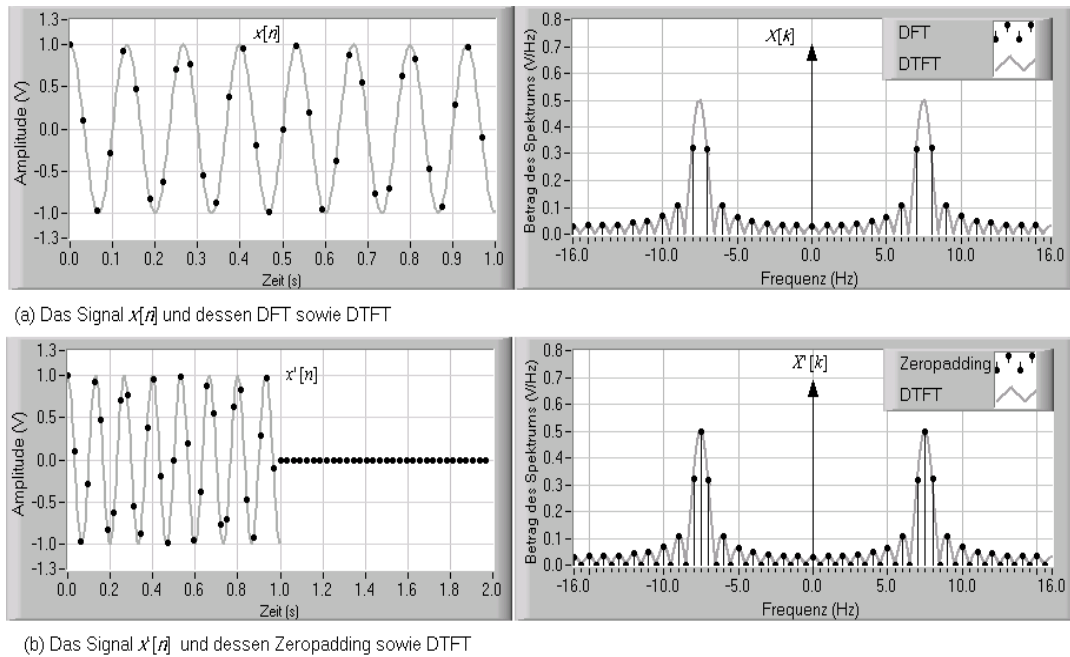 1.3
1.0
0.5
0.0
-0.5
-1.0
-1.3
Amplitude (V)
x[n]
0.0 0.1 0.2 0.3 0.4 0.5 0.6 0.7 0.8 0.9 1.0
Zeit (s)
0.8
0.7
0.6
0.5
0.4
0.3
0.2
0.1
0.0
Betrag des Spektrums (V/Hz)
X[k]
DFT
DTFT
-16.0 -10.0 -5.0 0.0 5.0 10.0 16.0
Frequenz (Hz)
(a) Das Signal x[n] und dessen DFT sowie DTFT
1.3
1.0
0.5
0.0
-0.5
-1.0
-1.3
Amplitude (V)
x'[n]
0.0 0.2 0.4 0.6 0.8 1.0 1.2 1.4 1.6 1.8 2.0
Zeit (s)
0.8
0.7
0.6
0.5
0.4
0.3
0.2
0.1
0.0
Betrag des Spektrums (V/Hz)
X'[k]
Zeropadding
DTFT
-16.0 -10.0 -5.0 0.0 5.0 10.0 16.0
Frequenz (Hz)
(b) Das Signal x'[n] und dessen Zeropadding sowie DTFT